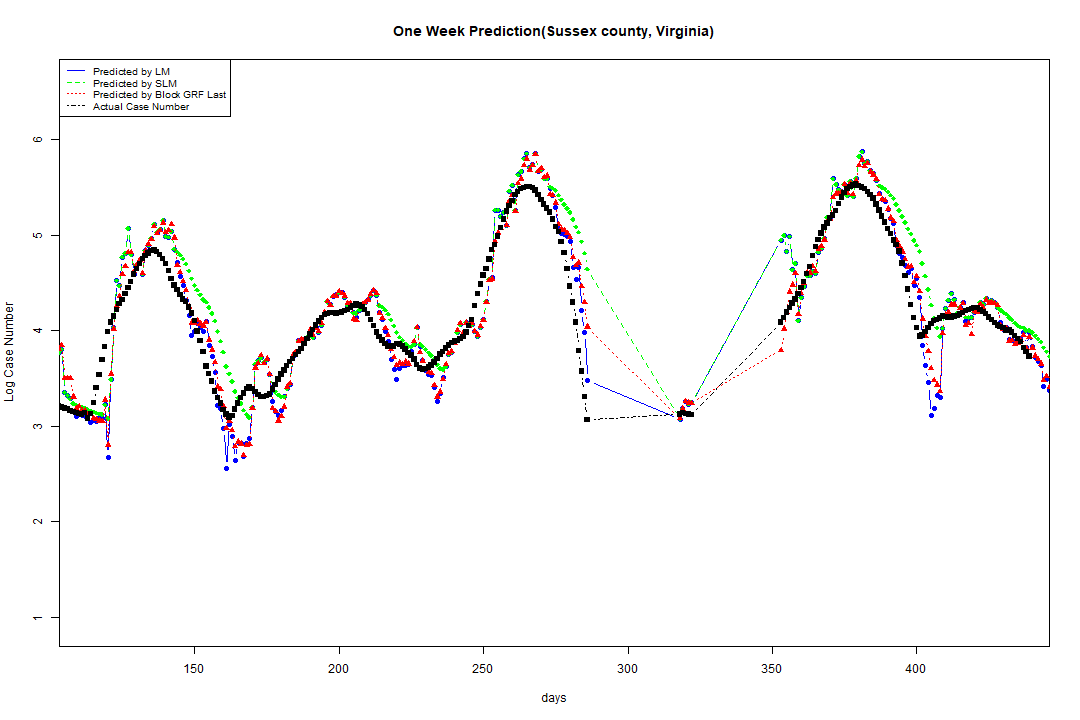 One Week Prediction(Sussex county, Virginia)
Predicted by LM
Predicted by SLM
Predicted by Block GRF Last
Actual Case Number
6
5
4
3
2
1
Log Case Number
150 200 250 300 350 400
days